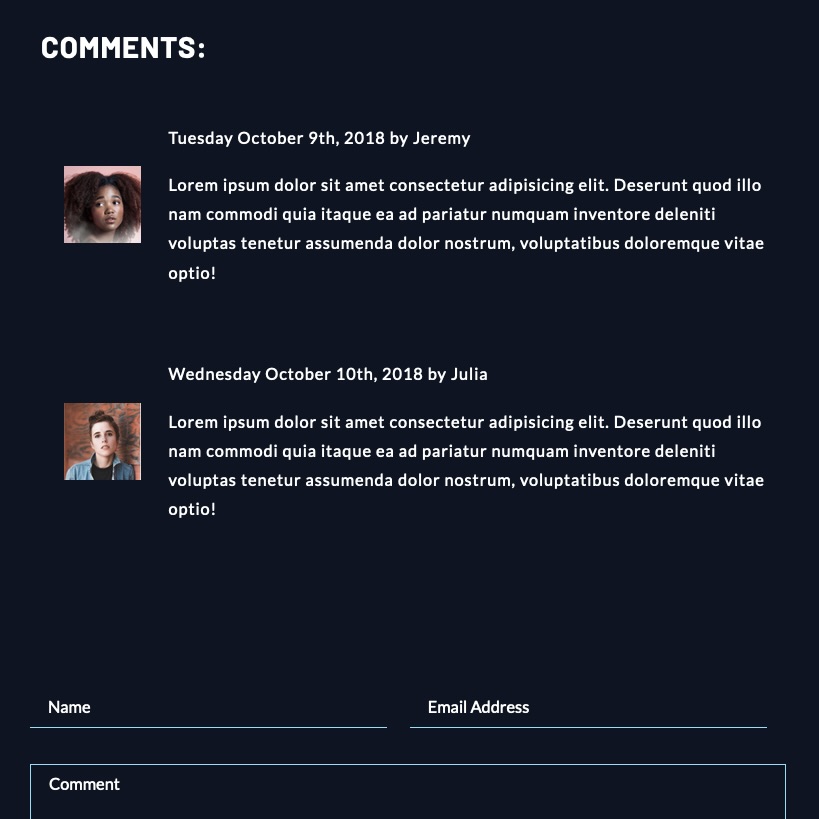 COMMENTS:
Tuesday October 9th, 2018 by Jeremy
Lorem ipsum dolor sit amet consectetur adipisicing elit. Deserunt quod illo
nam commodi quia itaque ea ad pariatur numquam inventore deleniti
voluptas tenetur assumenda dolor nostrum, voluptatibus doloremque vitae
optio!
Wednesday October 10th, 2018 by Julia
Lorem ipsum dolor sit amet consectetur adipisicing elit. Deserunt quod illo
nam commodi quia itaque ea ad pariatur numquam inventore deleniti
voluptas tenetur assumenda dolor nostrum, voluptatibus doloremque vitae
optio!
Name
Email Address
Comment